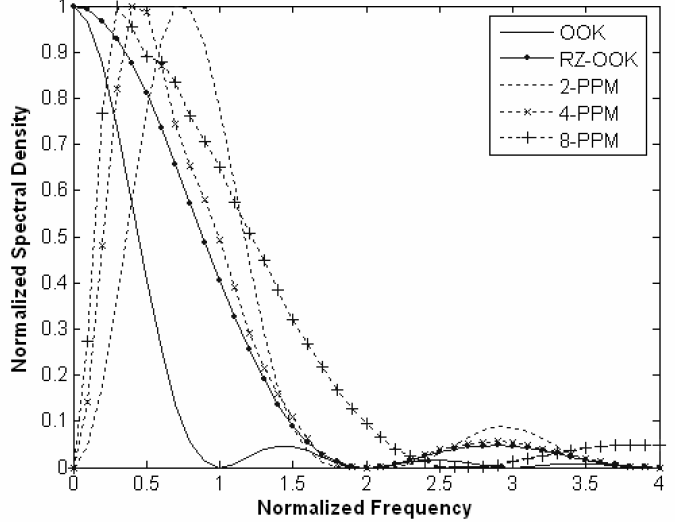 1
0.9
0.8
0.7
0.6
0.5
0.4
0.3
0.2
0.1
0
Normalized Spectral Density
OOK
RZ-OOK
2-PPM
4-PPM
8-PPM
0 0.5 1 1.5 2 2.5 3 3.5 4
Normalized Frequency